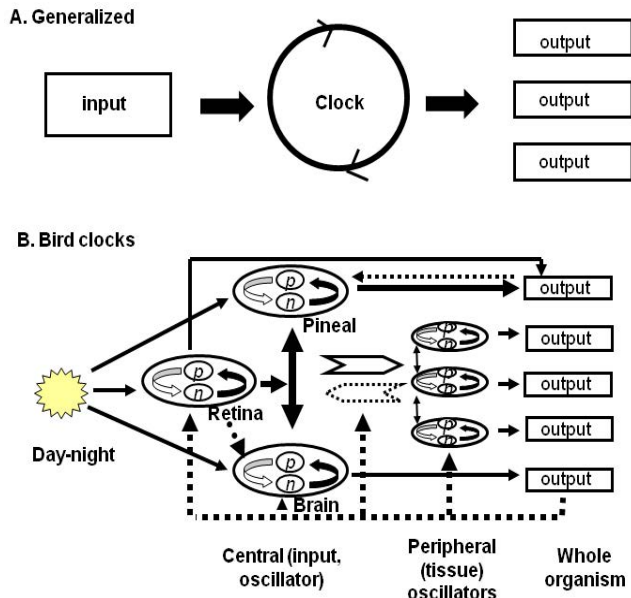 A. Generalized
input
Clock
output
output
output
B. Bird clocks
p
n
Pineal
output
p
n
output
p
n
Retina
p
n
output
Day-night
p
n
output
p
n
Brain
output
Central (input,
oscillator)
Peripheral
(tissue)
oscillators
Whole
organism